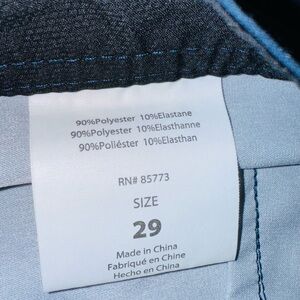 90%Polyester 10%Elastane
90%Polyester 10%Elasthanne
90%Poliéster 10%Elasthan
RN# 85773
SIZE
29
Made in China
Fabriqué en Chine
Hecho en China